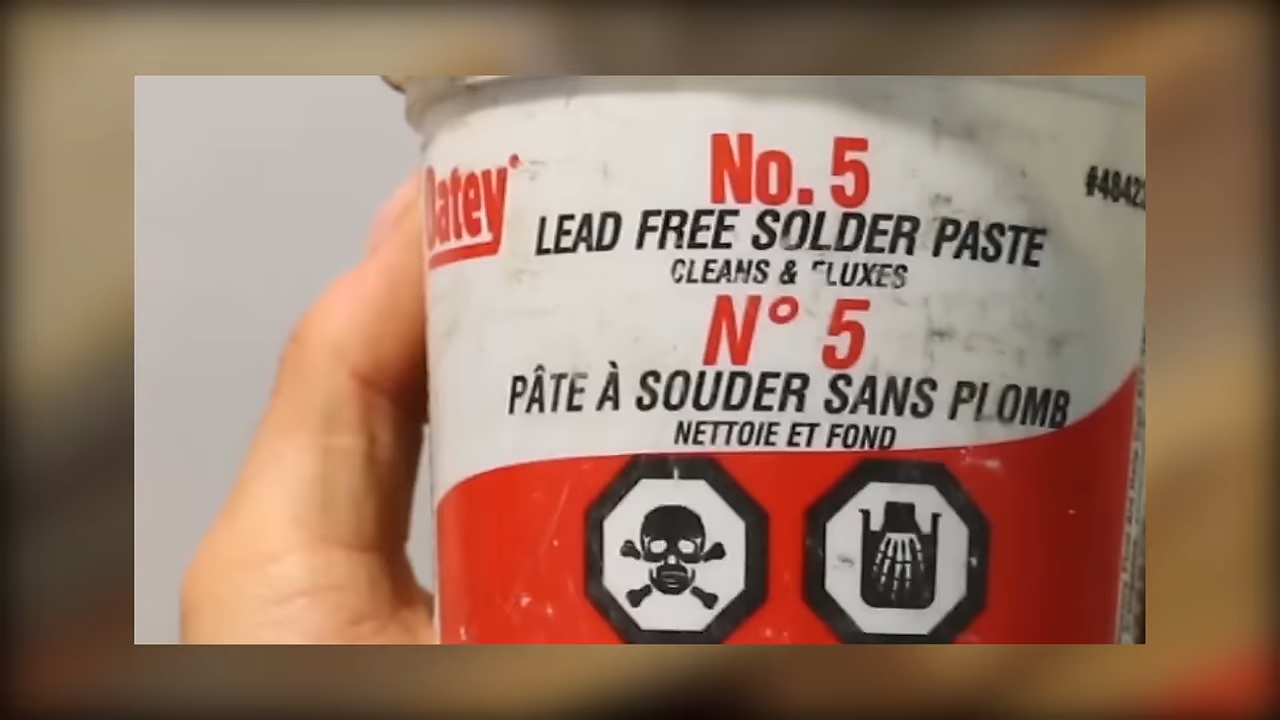 No. 5
LEAD FREE SOLDER PASTE
CLEANS & FLUXES
N° 5
PÂTE À SOUDER SANS PLOMB
NETTOIE ET FOND
Oatey